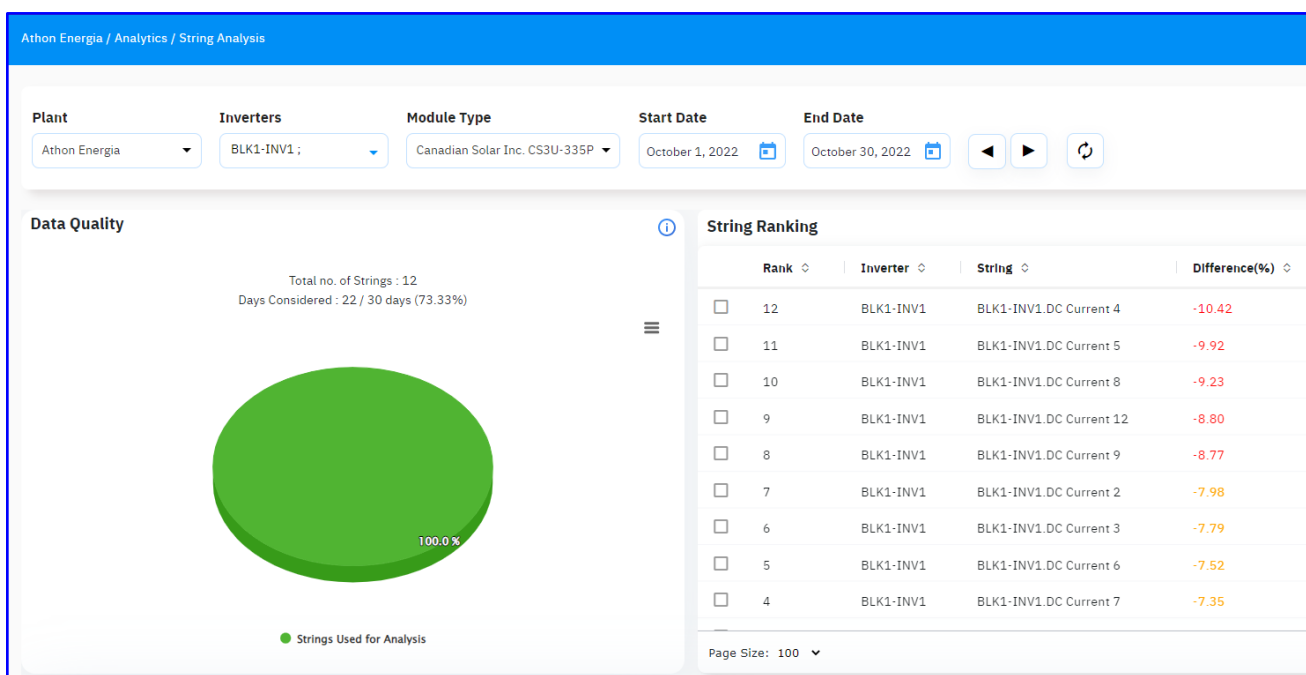 Athon Energia / Analytics / String Analysis
Plant Inverters Module Type Start Date End Date
Athon Energia BLK1-INV1 ; Canadian Solar Inc. CS3U-335P October 1, 2022 October 30, 2022
Data Quality
Total no. of Strings : 12
Days Considered : 22 / 30 days (73.33%)
100.0 %
Strings Used for Analysis
String Ranking
Rank Inverter String Difference(%)
12 BLK1-INV1 BLK1-INV1.DC Current 4 -10.42
11 BLK1-INV1 BLK1-INV1.DC Current 5 -9.92
10 BLK1-INV1 BLK1-INV1.DC Current 8 -9.23
9 BLK1-INV1 BLK1-INV1.DC Current 12 -8.80
8 BLK1-INV1 BLK1-INV1.DC Current 9 -8.77
7 BLK1-INV1 BLK1-INV1.DC Current 2 -7.98
6 BLK1-INV1 BLK1-INV1.DC Current 3 -7.79
5 BLK1-INV1 BLK1-INV1.DC Current 6 -7.52
4 BLK1-INV1 BLK1-INV1.DC Current 7 -7.35
Page Size: 100